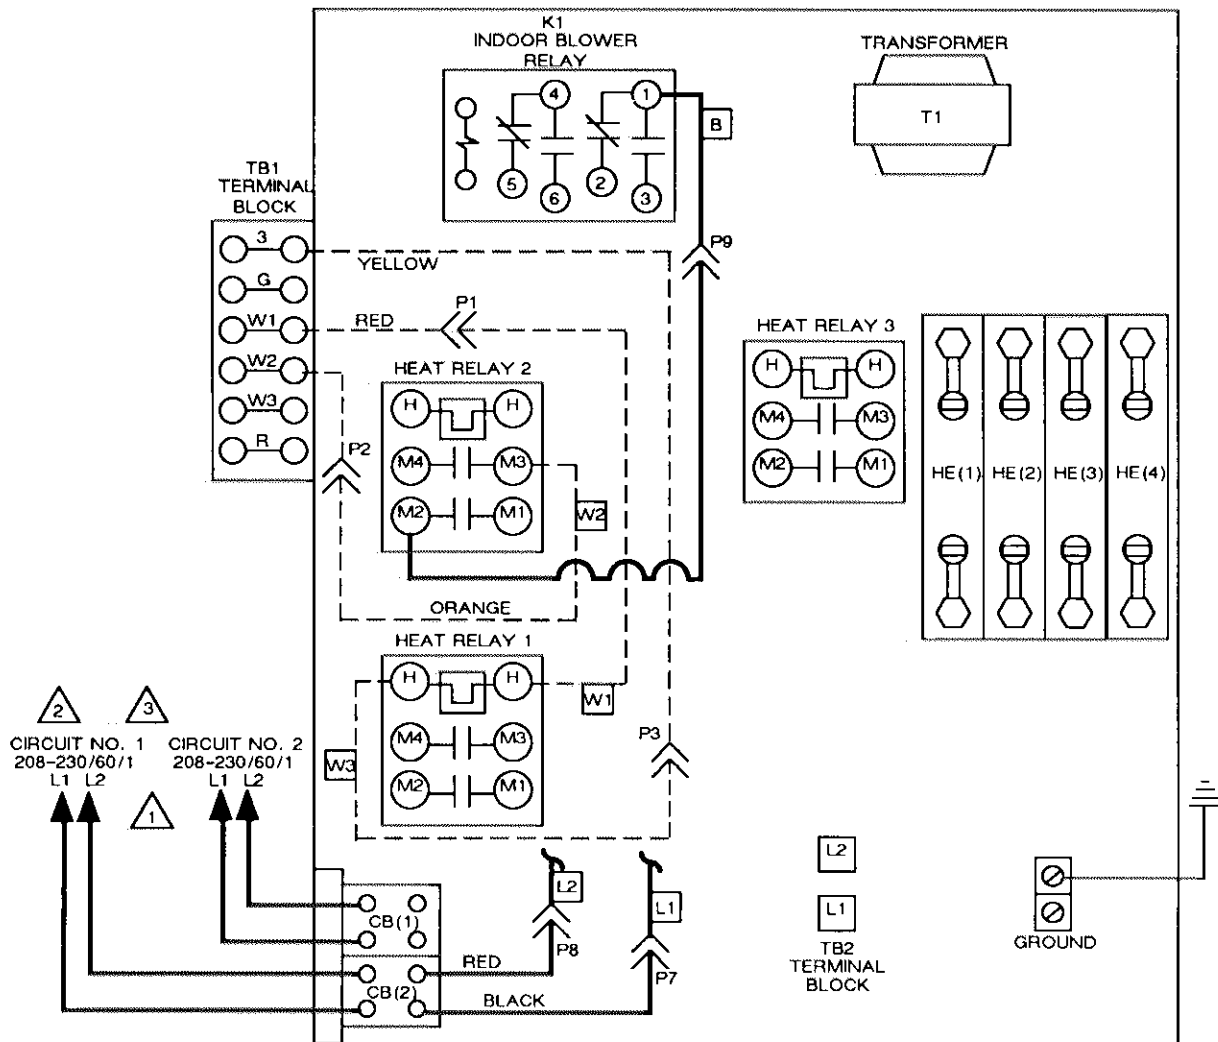 K1
INDOOR BLOWER
RELAY
TRANSFORMER
4
1
B
T1
5
6
2
3
TB1
TERMINAL
BLOCK
3
G
W1
W2
W3
R
YELLOW
P9
RED
P1
HEAT RELAY 2
H
H
M4
M3
M2
M1
P2
W2
ORANGE
HEAT RELAY 3
H
H
M4
M3
M2
M1
HE(1)
HE(2)
HE(3)
HE(4)
HEAT RELAY 1
H
H
M4
M3
M2
M1
W1
W3
P3
2
3
CIRCUIT NO. 1
208-230/60/1
L1 L2
CIRCUIT NO. 2
208-230/60/1
L1 L2
1
CB(1)
CB(2)
L2
P8
RED
L1
P7
BLACK
L2
L1
TB2
TERMINAL
BLOCK
GROUND